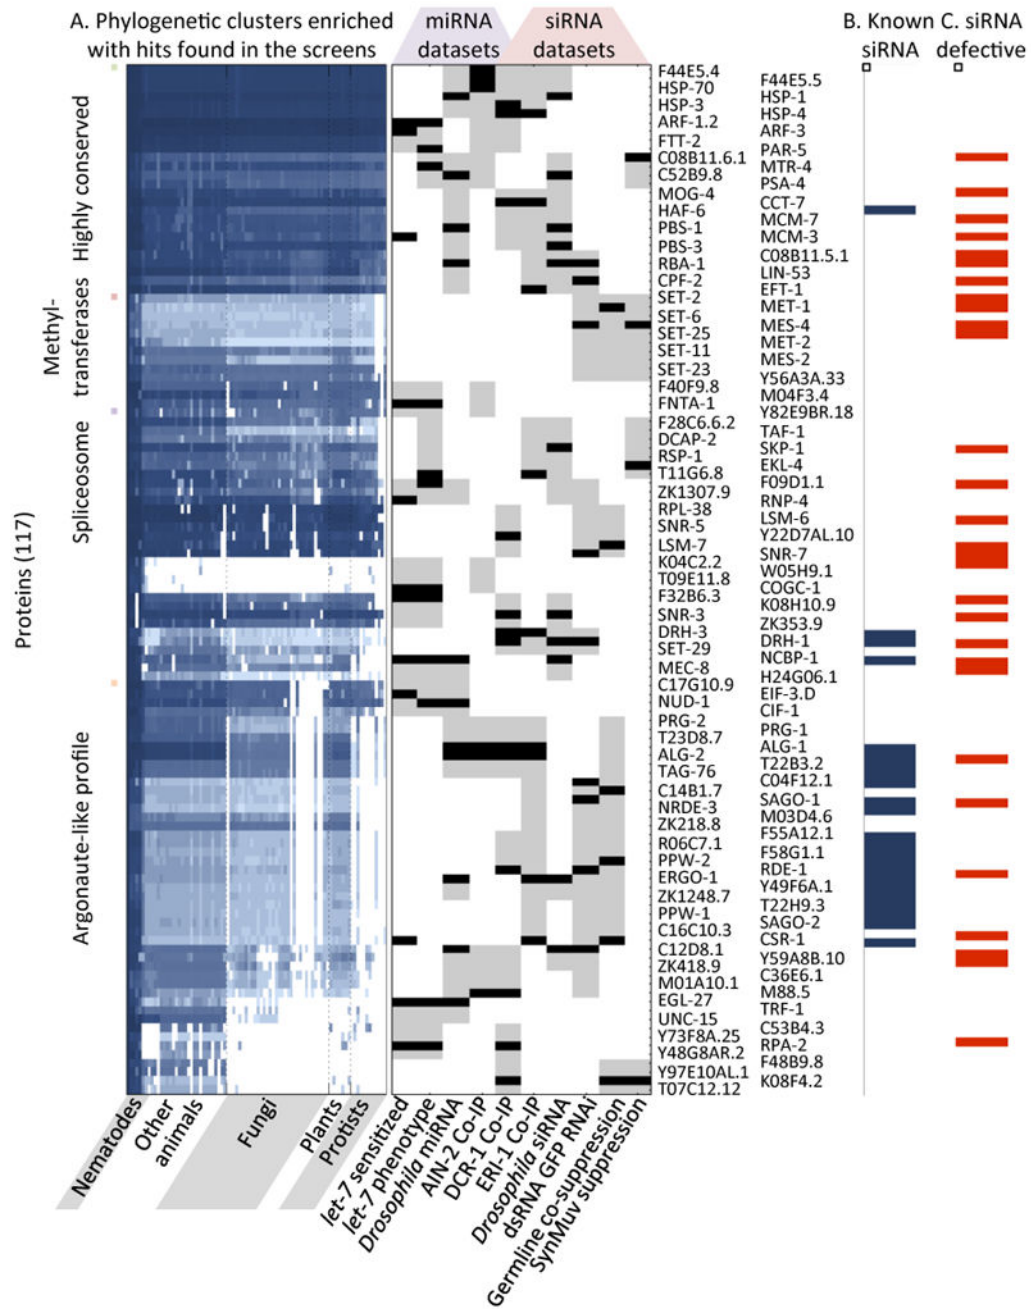 A. Phylogenetic clusters enriched
with hits found in the screens
miRNA
datasets
siRNA
datasets
B. Known
siRNA
C. siRNA
defective
Proteins (117)
Highly conserved
Methyl-
transferases
Spliceosome
Argonaute-like profile
F44E5.4
HSP-70
HSP-3
ARF-1.2
FTT-2
C08B11.6.1
C52B9.8
MOG-4
HAF-6
PBS-1
PBS-3
RBA-1
CPF-2
SET-2
SET-6
SET-25
SET-11
SET-23
F40F9.8
FNTA-1
F28C6.6.2
DCAP-2
RSP-1
T11G6.8
ZK1307.9
RPL-38
SNR-5
LSM-7
K04C2.2
T09E11.8
F32B6.3
SNR-3
DRH-3
SET-29
MEC-8
C17G10.9
NUD-1
PRG-2
T23D8.7
ALG-2
TAG-76
C14B1.7
NRDE-3
ZK218.8
R06C7.1
PPW-2
ERGO-1
ZK1248.7
PPW-1
C16C10.3
C12D8.1
ZK418.9
M01A10.1
EGL-27
UNC-15
Y73F8A.25
Y48G8AR.2
Y97E10AL.1
T07C12.12
F44E5.5
HSP-1
HSP-4
ARF-3
PAR-5
MTR-4
PSA-4
CCT-7
MCM-7
MCM-3
C08B11.5.1
LIN-53
EFT-1
MET-1
MES-4
MET-2
MES-2
Y56A3A.33
M04F3.4
Y82E9BR.18
TAF-1
SKP-1
EKL-4
F09D1.1
RNP-4
LSM-6
Y22D7AL.10
SNR-7
W05H9.1
COGC-1
K08H10.9
ZK353.9
DRH-1
NCBP-1
H24G06.1
EIF-3.D
CIF-1
PRG-1
ALG-1
T22B3.2
C04F12.1
SAGO-1
M03D4.6
F55A12.1
F58G1.1
RDE-1
Y49F6A.1
T22H9.3
SAGO-2
CSR-1
Y59A8B.10
C36E6.1
M88.5
TRF-1
C53B4.3
RPA-2
F48B9.8
K08F4.2
Nematodes
Other
animals
Fungi
Plants
Protists
let-7 sensitized
let-7 phenotype
Drosophila miRNA
AIN-2 Co-IP
DCR-1 Co-IP
ERI-1 Co-IP
Drosophila siRNA
dsRNA GFP RNAi
Germline co-suppression
SynMuv suppression